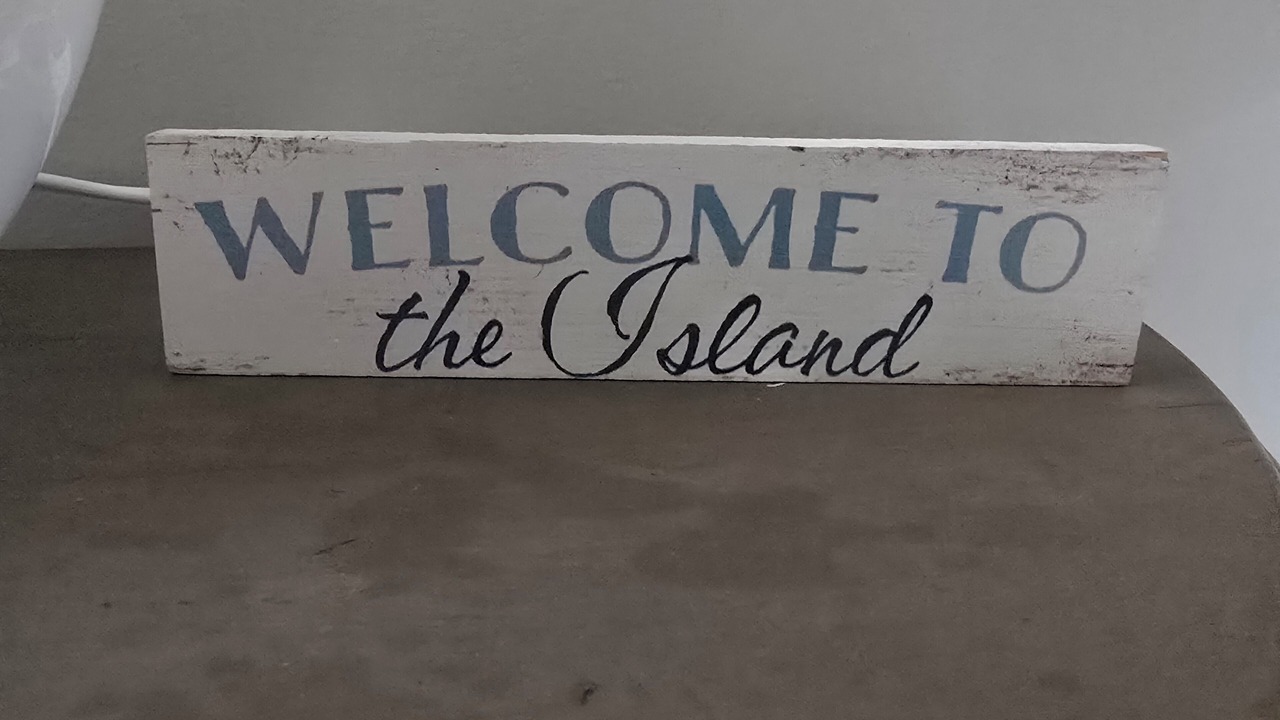 WELCOME TO
the Island